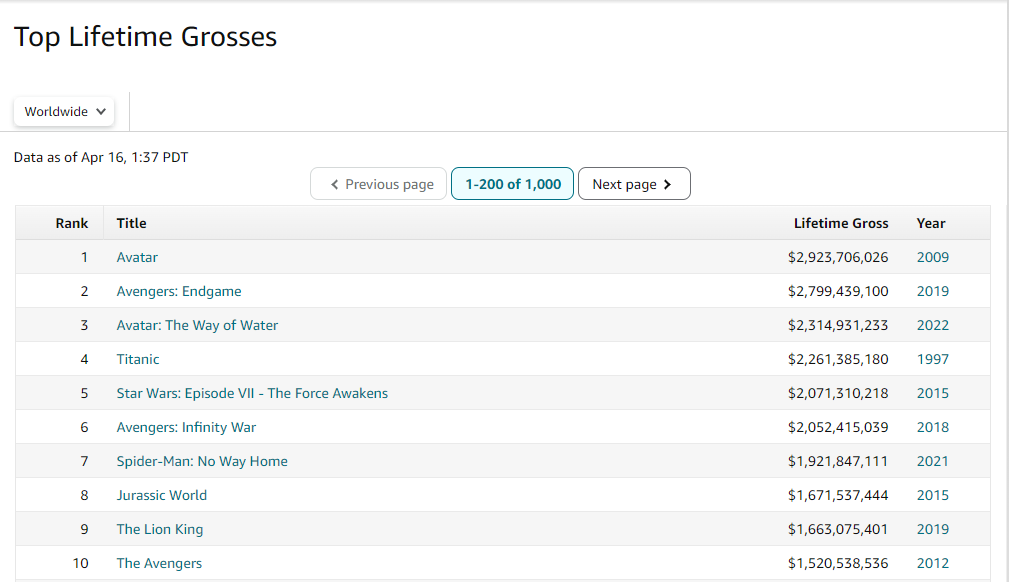 Top Lifetime Grosses
Worldwide
Data as of Apr 16, 1:37 PDT
Previous page 1-200 of 1,000 Next page
Rank Title Lifetime Gross Year
1 Avatar $2,923,706,026 2009
2 Avengers: Endgame $2,799,439,100 2019
3 Avatar: The Way of Water $2,314,931,233 2022
4 Titanic $2,261,385,180 1997
5 Star Wars: Episode VII - The Force Awakens $2,071,310,218 2015
6 Avengers: Infinity War $2,052,415,039 2018
7 Spider-Man: No Way Home $1,921,847,111 2021
8 Jurassic World $1,671,537,444 2015
9 The Lion King $1,663,075,401 2019
10 The Avengers $1,520,538,536 2012